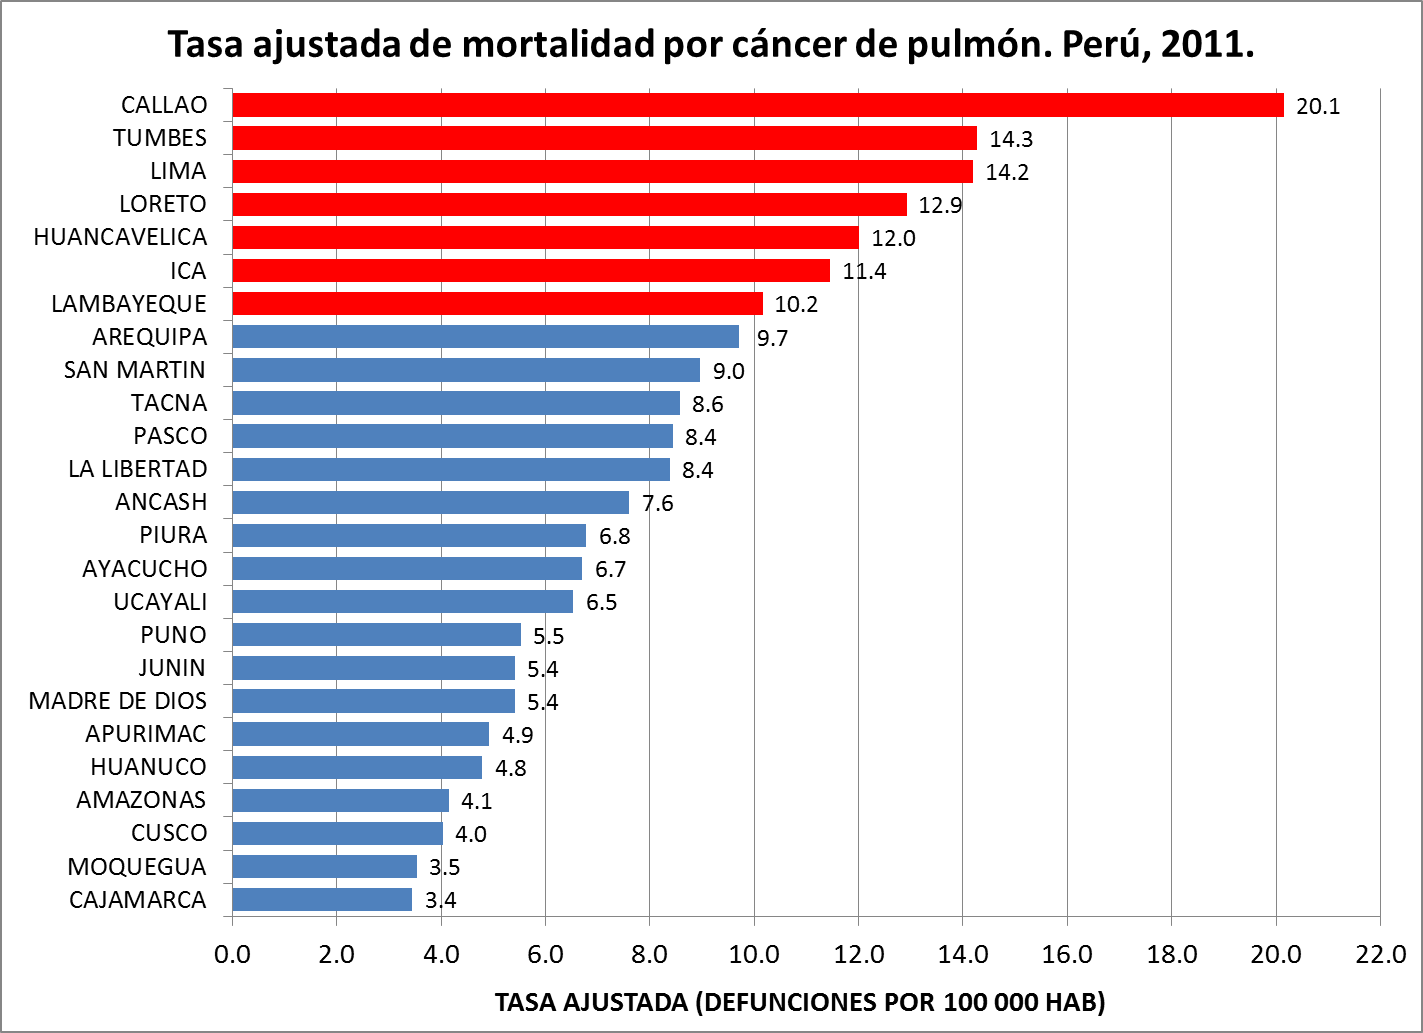 Tasa ajustada de mortalidad por cáncer de pulmón. Perú, 2011.
CALLAO 20.1
TUMBES 14.3
LIMA 14.2
LORETO 12.9
HUANCAVELICA 12.0
ICA 11.4
LAMBAYEQUE 10.2
AREQUIPA 9.7
SAN MARTIN 9.0
TACNA 8.6
PASCO 8.4
LA LIBERTAD 8.4
ANCASH 7.6
PIURA 6.8
AYACUCHO 6.7
UCAYALI 6.5
PUNO 5.5
JUNIN 5.4
MADRE DE DIOS 5.4
APURIMAC 4.9
HUANUCO 4.8
AMAZONAS 4.1
CUSCO 4.0
MOQUEGUA 3.5
CAJAMARCA 3.4
0.0 2.0 4.0 6.0 8.0 10.0 12.0 14.0 16.0 18.0 20.0 22.0
TASA AJUSTADA (DEFUNCIONES POR 100 000 HAB)